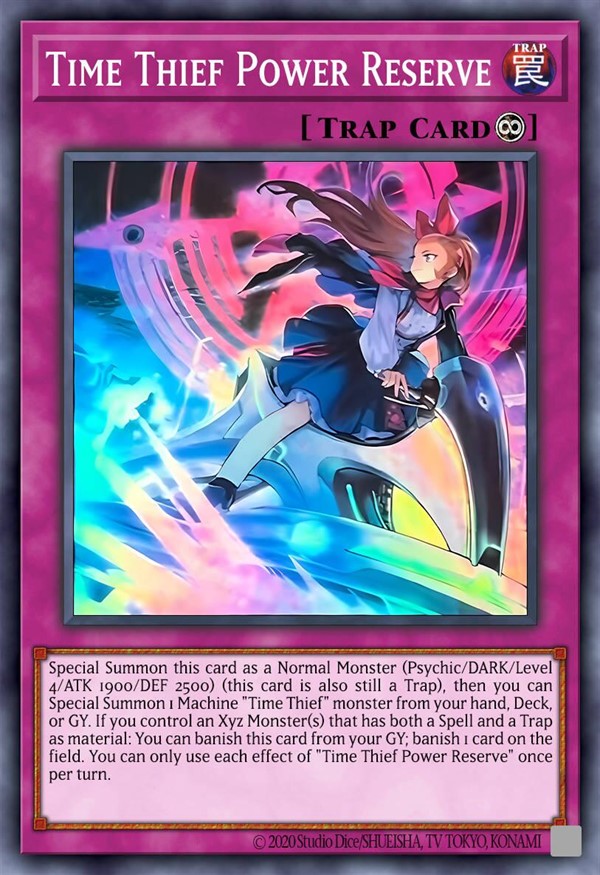 TIME THIEF POWER RESERVE
TRAP
罠
[TRAP CARD]
Special Summon this card as a Normal Monster (Psychic/DARK/Level
4/ATK 1900/DEF 2500) (this card is also still a Trap), then you can
Special Summon 1 Machine "Time Thief" monster from your hand, Deck,
or GY. If you control an Xyz Monster(s) that has both a Spell and a Trap
as material: You can banish this card from your GY; banish 1 card on the
field. You can only use each effect of "Time Thief Power Reserve" once
per turn.
© 2020 Studio Dice/SHUEISHA, TV TOKYO, KONAMI